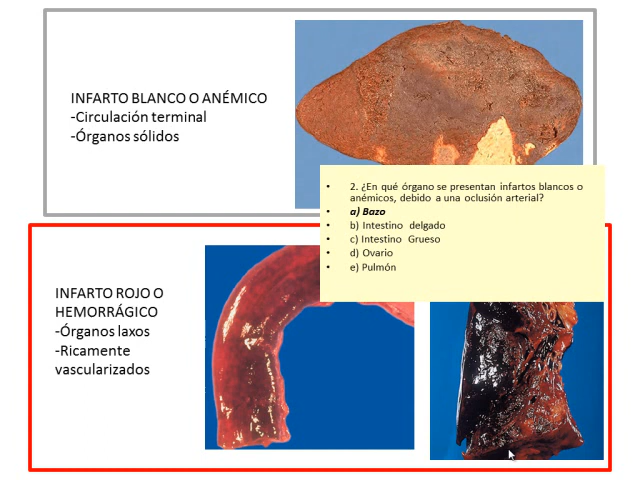 INFARTO BLANCO O ANÉMICO
-Circulación terminal
-Órganos sólidos
• 2. ¿En qué órgano se presentan infartos blancos o
anémicos, debido a una oclusión arterial?
• a) Bazo
• b) Intestino delgado
• c) Intestino Grueso
• d) Ovario
• e) Pulmón
INFARTO ROJO O
HEMORRÁGICO
-Órganos laxos
-Ricamente
vascularizados